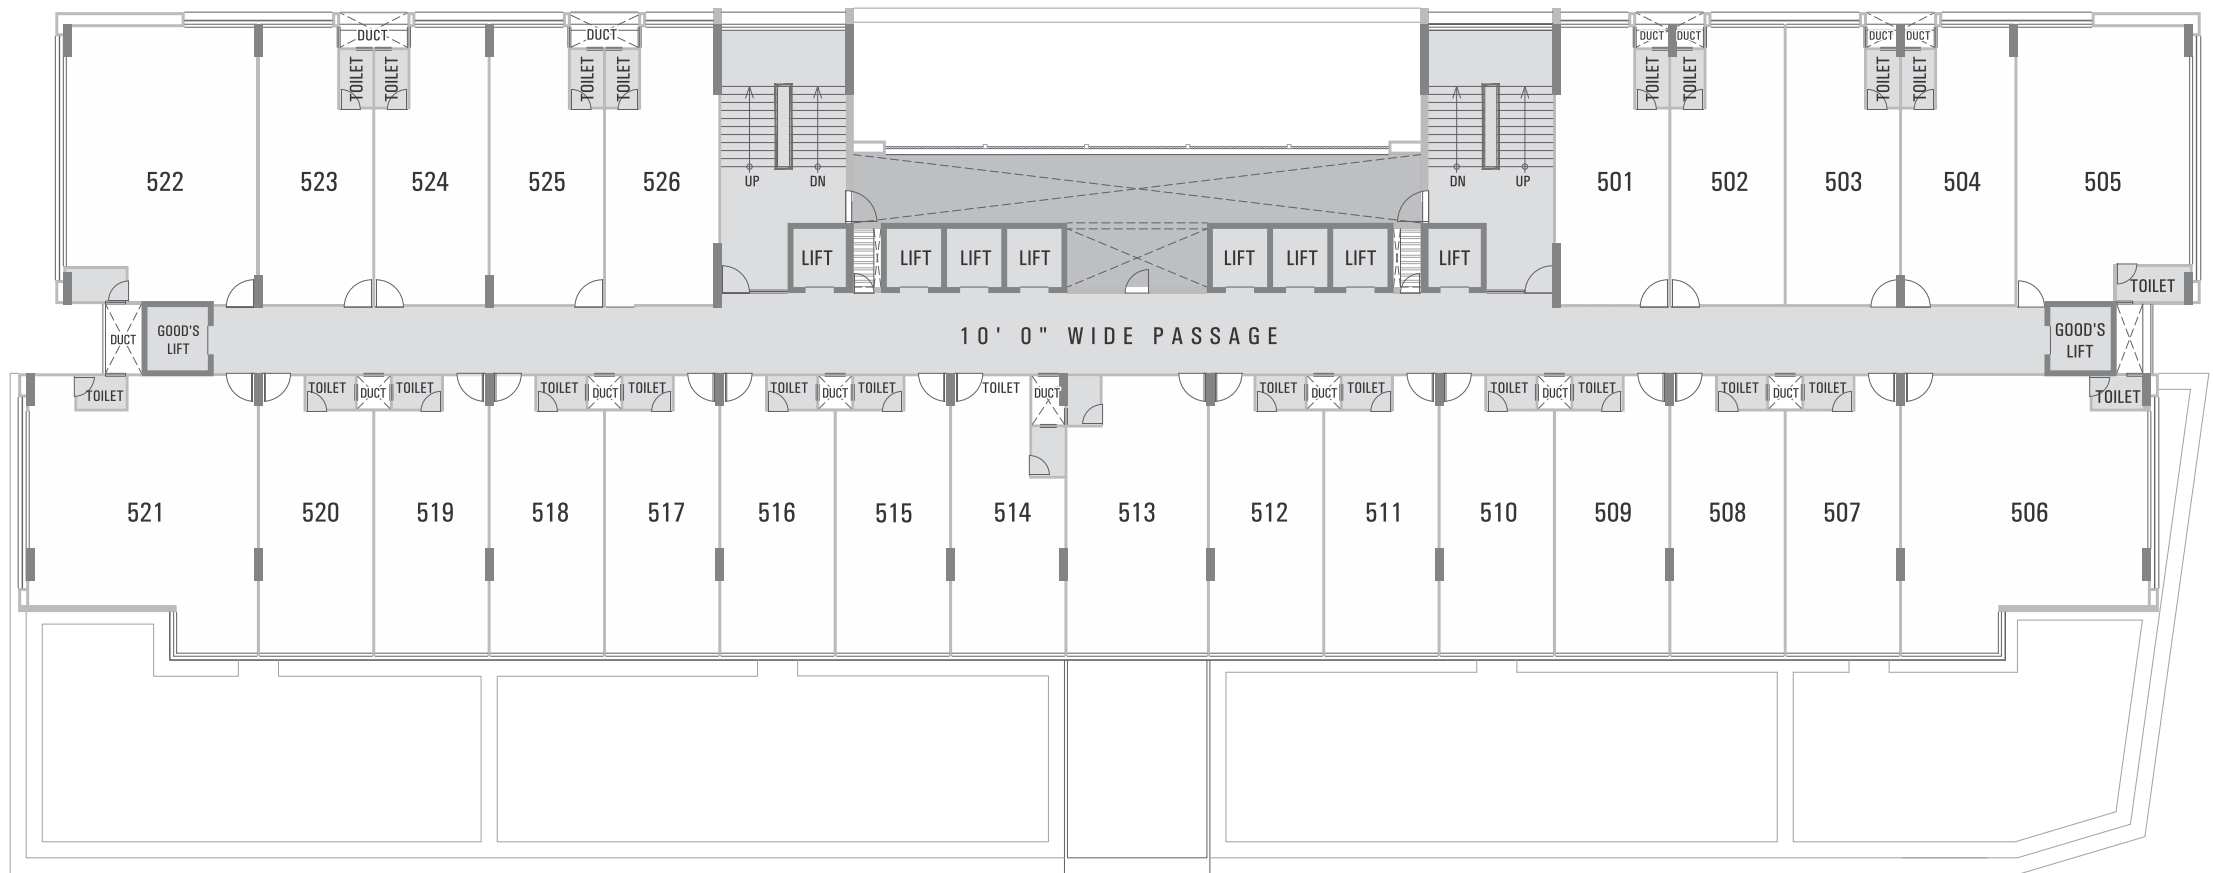 DUCT
DUCT
DUCT DUCT
DUCT DUCT
TOILET TOILET
TOILET TOILET
TOILET TOILET
TOILET TOILET
522
523
524
525
526
UP
DN
DN
UP
501
502
503
504
505
LIFT
LIFT
LIFT
LIFT
LIFT
LIFT
LIFT
LIFT
TOILET
DUCT
GOOD'S
LIFT
10' 0" WIDE PASSAGE
GOOD'S
LIFT
TOILET
TOILET
DUCT
TOILET
TOILET
DUCT
TOILET
TOILET
DUCT
TOILET
TOILET
DUCT
TOILET
DUCT
TOILET
TOILET
DUCT
TOILET
TOILET
DUCT
TOILET
TOILET
521
520
519
518
517
516
515
514
513
512
511
510
509
508
507
506